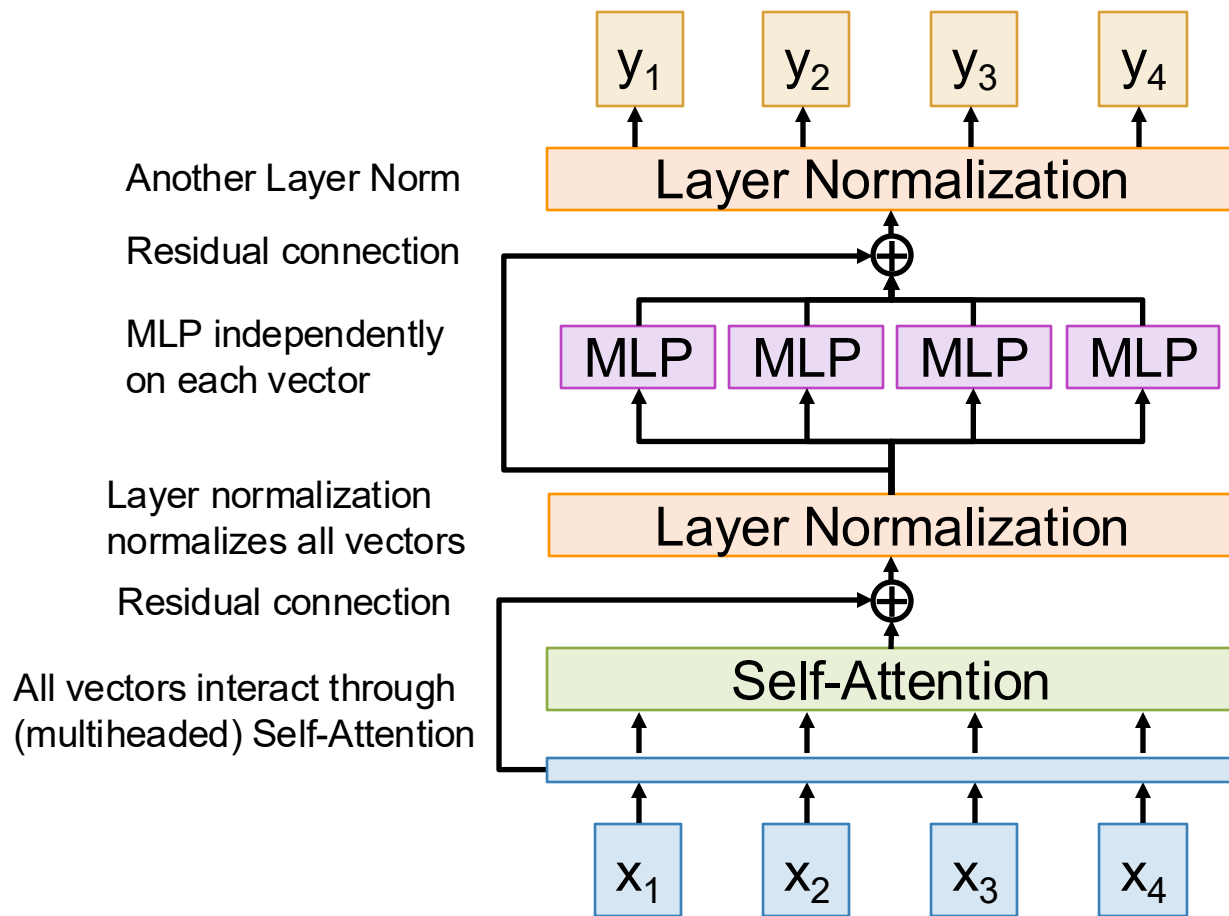 y₁ y₂ y₃ y₄
Another Layer Norm
Layer Normalization
Residual connection
MLP independently
on each vector
MLP MLP MLP MLP
Layer normalization
normalizes all vectors
Layer Normalization
Residual connection
All vectors interact through
(multiheaded) Self-Attention
Self-Attention
x₁ x₂ x₃ x₄